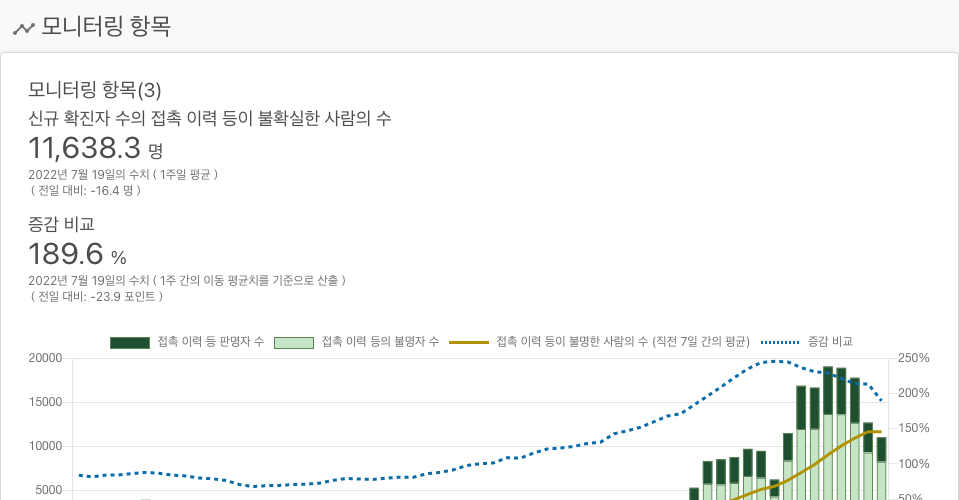 모니터링 항목
모니터링 항목(3)
신규 확진자 수의 접촉 이력 등이 불확실한 사람의 수
11,638.3 명
2022년 7월 19일의 수치 ( 1주일 평균 )
( 전일 대비: -16.4 명 )
증감 비교
189.6 %
2022년 7월 19일의 수치 ( 1주 간의 이동 평균치를 기준으로 산출 )
( 전일 대비: -23.9 포인트 )
접촉 이력 등 판명자 수 접촉 이력 등의 불명자 수 접촉 이력 등이 불명한 사람의 수 (직전 7일 간의 평균) 증감 비교
20000 250%
15000 200%
10000 150%
5000 100%
50%